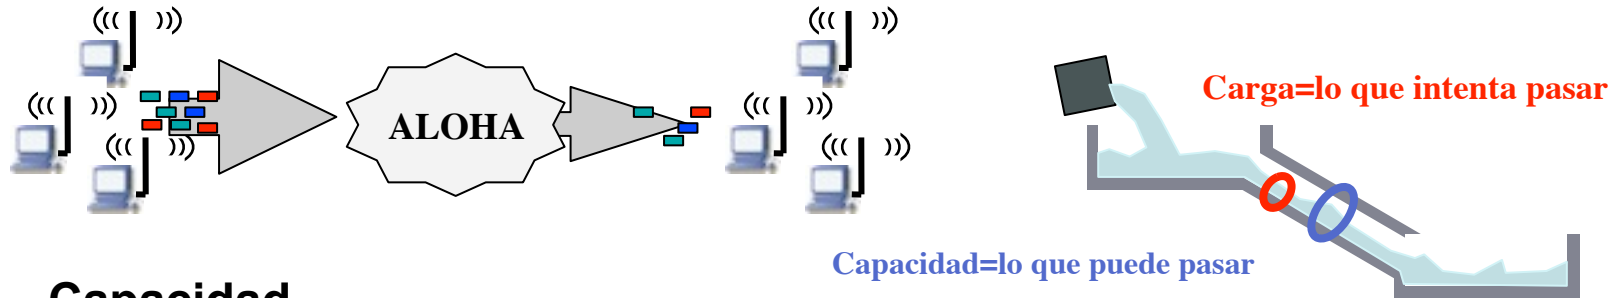 ALOHA
Carga=lo que intenta pasar
Capacidad=lo que puede pasar
Capacidad